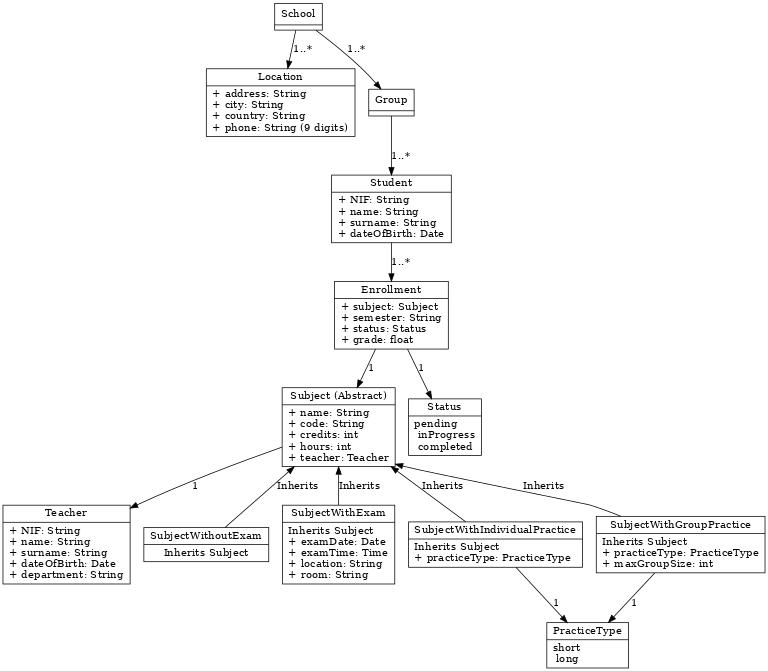 School
1..*
1..*
Location
+ address: String
+ city: String
+ country: String
+ phone: String (9 digits)
Group
1..*
Student
+ NIF: String
+ name: String
+ surname: String
+ dateOfBirth: Date
1..*
Enrollment
+ subject: Subject
+ semester: String
+ status: Status
+ grade: float
1
1
Subject (Abstract)
+ name: String
+ code: String
+ credits: int
+ hours: int
+ teacher: Teacher
Status
pending
inProgress
completed
1
Inherits
Inherits
Inherits
Inherits
Teacher
+ NIF: String
+ name: String
+ surname: String
+ dateOfBirth: Date
+ department: String
SubjectWithoutExam
Inherits Subject
SubjectWithExam
Inherits Subject
+ examDate: Date
+ examTime: Time
+ location: String
+ room: String
SubjectWithIndividualPractice
Inherits Subject
+ practiceType: PracticeType
SubjectWithGroupPractice
Inherits Subject
+ practiceType: PracticeType
+ maxGroupSize: int
1
1
PracticeType
short
long